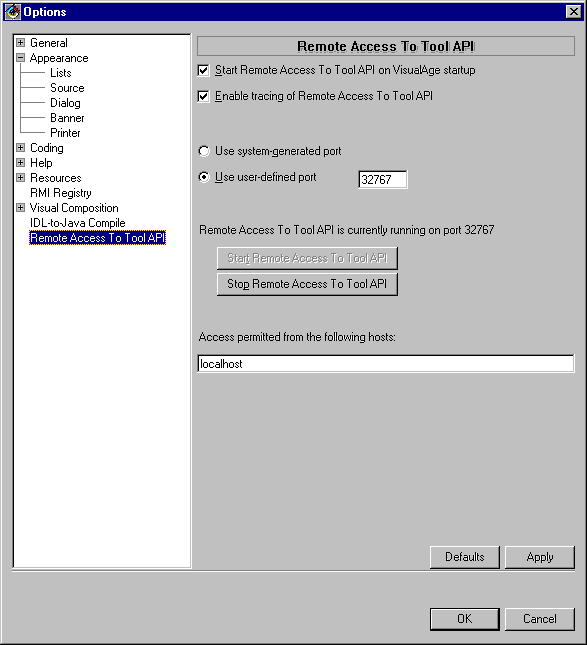 Options
General
Appearance
Lists
Source
Dialog
Banner
Printer
Coding
Help
Resources
RMI Registry
Visual Composition
IDL-to-Java Compile
Remote Access To Tool API
Remote Access To Tool API
Start Remote Access To Tool API on VisualAge startup
Enable tracing of Remote Access To Tool API
Use system-generated port
Use user-defined port 32767
Remote Access To Tool API is currently running on port 32767
Start Remote Access To Tool API
Stop Remote Access To Tool API
Access permitted from the following hosts:
localhost
Defaults Apply
OK Cancel